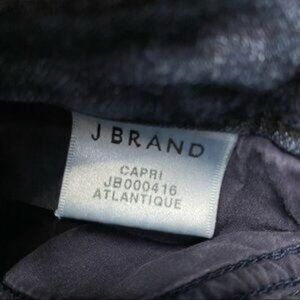 J BRAND
CAPRI
JB000416
ATLANTIQUE